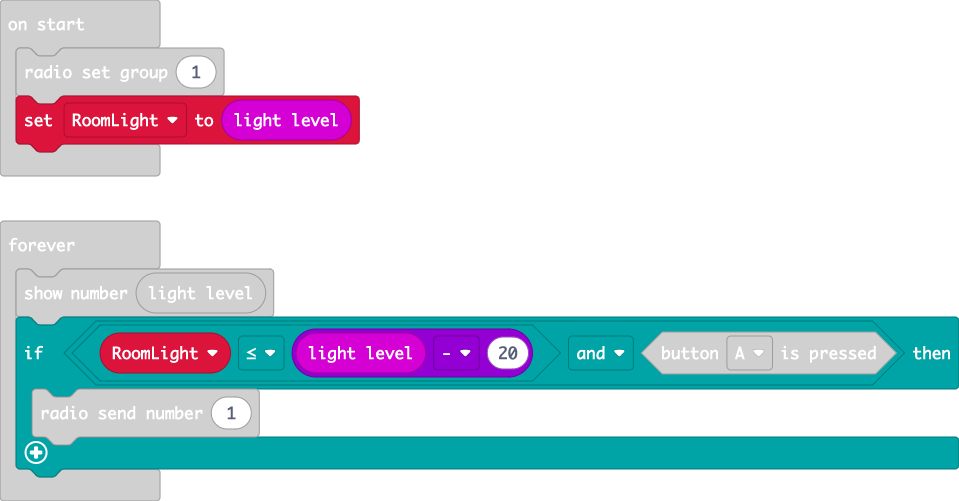 on start
radio set group 1
set RoomLight to light level
forever
show number light level
if RoomLight ≤ light level - 20 and button A is pressed then
radio send number 1